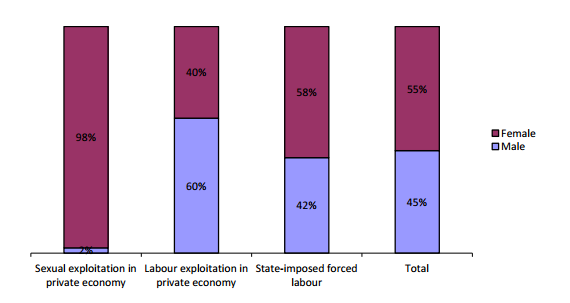 98%
2%
40%
60%
58%
42%
55%
45%
Female
Male
Sexual exploitation in
private economy
Labour exploitation in
private economy
State-imposed forced
labour
Total